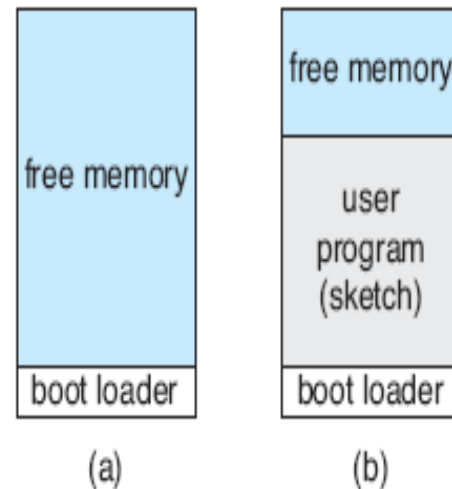 free memory
boot loader
(a)
free memory
user
program
(sketch)
boot loader
(b)